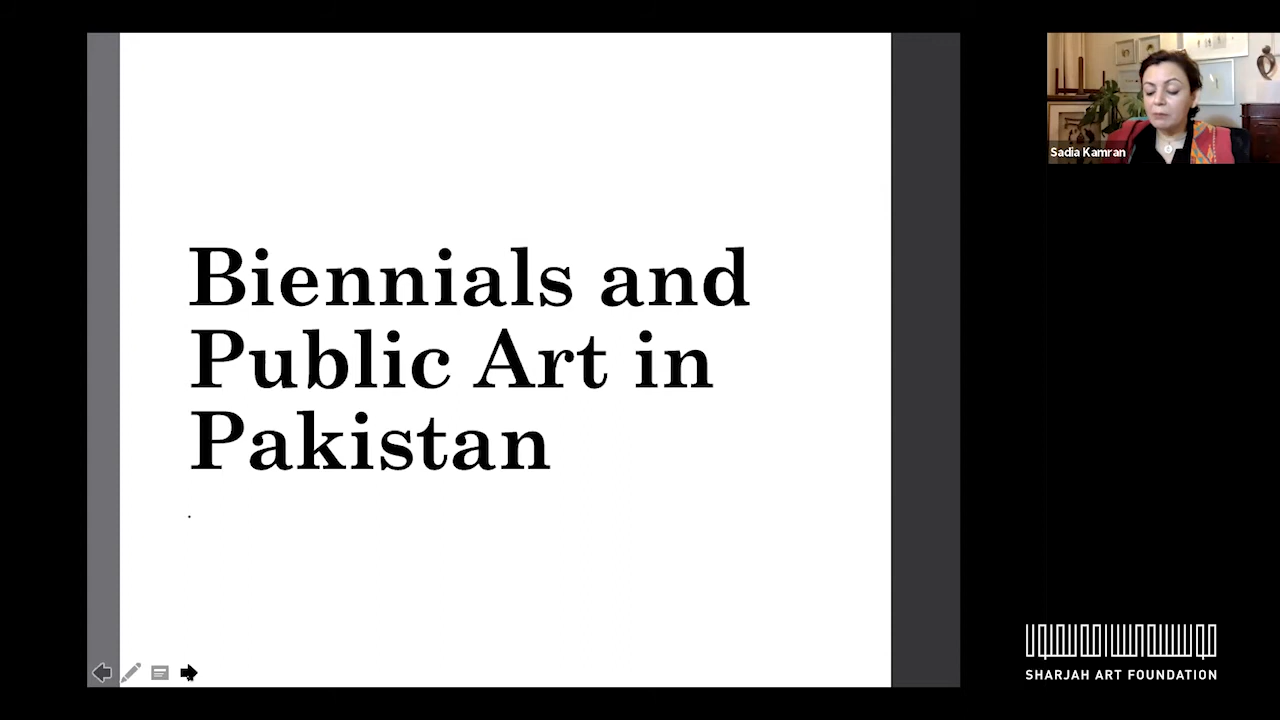 Biennials and
Public Art in
Pakistan
.
Sadia Kamran
SHARJAH ART FOUNDATION